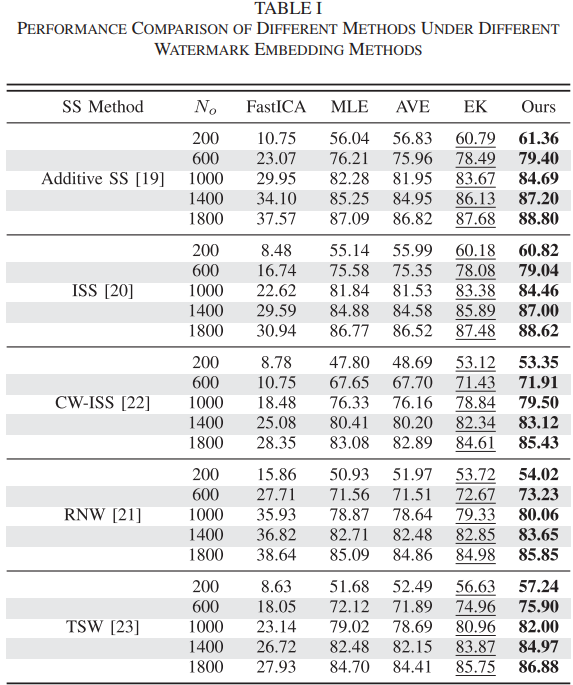 TABLE I
PERFORMANCE COMPARISON OF DIFFERENT METHODS UNDER DIFFERENT
WATERMARK EMBEDDING METHODS
SS Method N_o FastICA MLE AVE EK Ours
200 10.75 56.04 56.83 60.79 61.36
600 23.07 76.21 75.96 78.49 79.40
Additive SS [19] 1000 29.95 82.28 81.95 83.67 84.69
1400 34.10 85.25 84.95 86.13 87.20
1800 37.57 87.09 86.82 87.68 88.80
200 8.48 55.14 55.99 60.18 60.82
600 16.74 75.58 75.35 78.08 79.04
ISS [20] 1000 22.62 81.84 81.53 83.38 84.46
1400 29.59 84.88 84.58 85.89 87.00
1800 30.94 86.77 86.52 87.48 88.62
200 8.78 47.80 48.69 53.12 53.35
600 10.75 67.65 67.70 71.43 71.91
CW-ISS [22] 1000 18.48 76.33 76.16 78.84 79.50
1400 25.08 80.41 80.20 82.34 83.12
1800 28.35 83.08 82.89 84.61 85.43
200 15.86 50.93 51.97 53.72 54.02
600 27.71 71.56 71.51 72.67 73.23
RNW [21] 1000 35.93 78.87 78.64 79.33 80.06
1400 36.82 82.71 82.48 82.85 83.65
1800 38.64 85.09 84.86 84.98 85.85
200 8.63 51.68 52.49 56.63 57.24
600 18.05 72.12 71.89 74.96 75.90
TSW [23] 1000 23.14 79.02 78.69 80.96 82.00
1400 26.72 82.48 82.15 83.87 84.97
1800 27.93 84.70 84.41 85.75 86.88